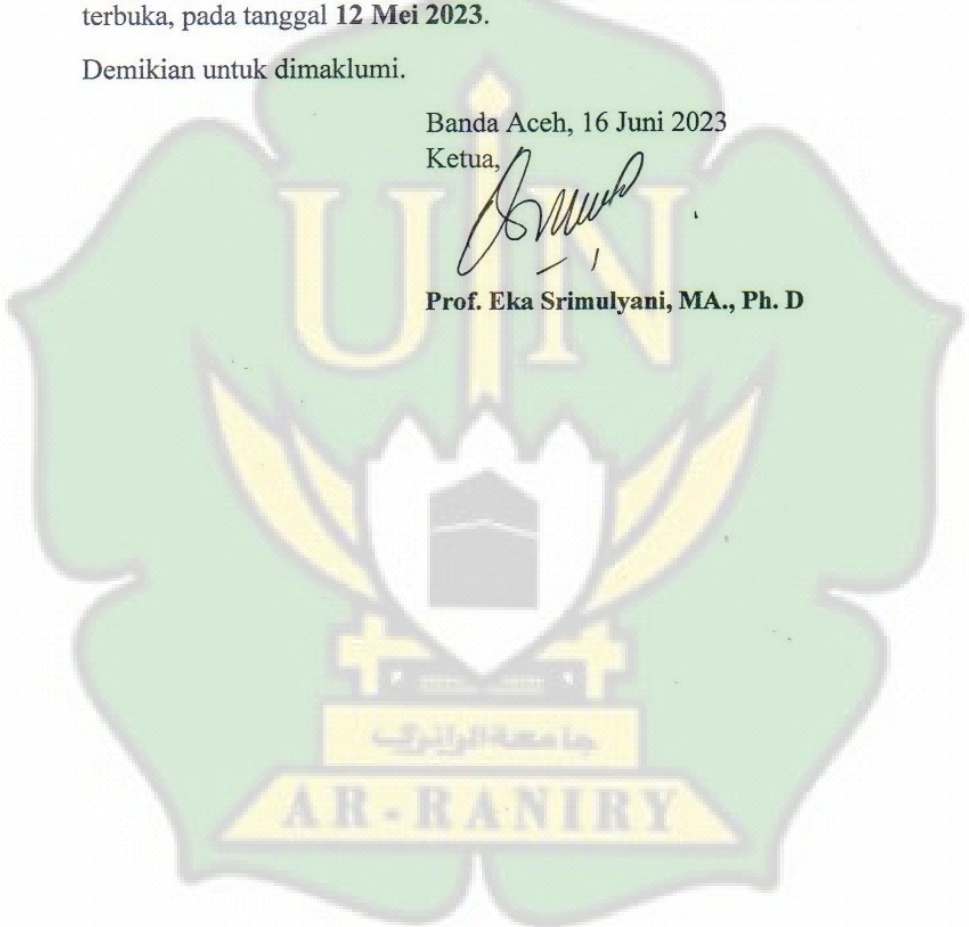 terbuka, pada tanggal 12 Mei 2023.
Demikian untuk dimaklumi.
Banda Aceh, 16 Juni 2023
Ketua,
Prof. Eka Srimulyani, MA., Ph. D
UIN
جامعة الرانري
AR-RANIRY